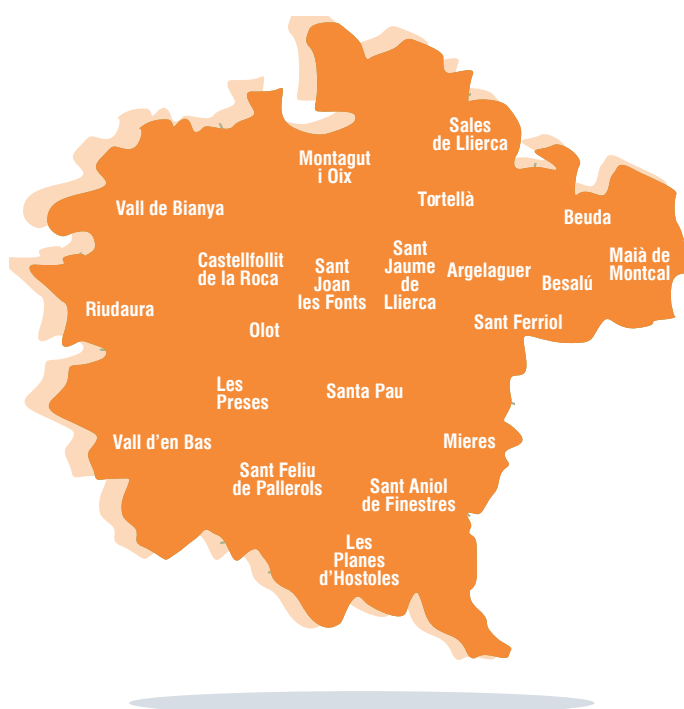 Sales
de Llierca
Montagut
i Oix
Tortellà
Vall de Bianya
Beuda
Castellfollit
de la Roca
Sant
Joan
les Fonts
Sant
Jaume
de
Llierca
Argelaguer
Besalú
Maià de
Montcal
Riudaura
Olot
Sant Ferriol
Les
Preses
Santa Pau
Vall d'en Bas
Mieres
Sant Feliu
de Pallerols
Sant Aniol
de Finestres
Les
Planes
d’Hostoles